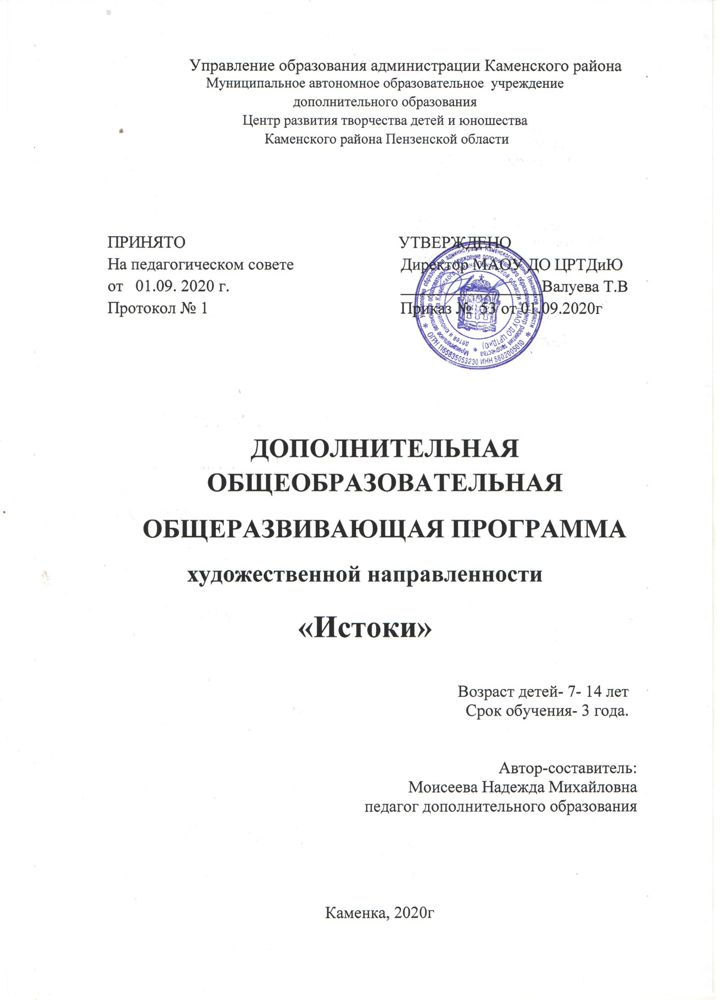 Управление образования администрации Каменского района
Муниципальное автономное образовательное учреждение
дополнительного образования
Центр развития творчества детей и юношества
Каменского района Пензенской области
ПРИНЯТО
На педагогическом совете
от 01.09. 2020 г.
Протокол № 1
УТВЕРЖДЕНО
Директор МАОУ ДО ЦРТДиЮ
Валуева Т.В
Приказ № 53 от 01.09.2020г
Управление образования администрации Каменского района Пензенской области
ОГРН 1165835053230 ИНН 5802005010
Муниципальное автономное образовательное учреждение дополнительного образования Центр развития творчества
детей и юношества Каменского района Пензенской области * (МАОУ ДО ЦРТДиЮ)
ДОПОЛНИТЕЛЬНАЯ
ОБЩЕОБРАЗОВАТЕЛЬНАЯ
ОБЩЕРАЗВИВАЮЩАЯ ПРОГРАММА
художественной направленности
«Истоки»
Возраст детей- 7- 14 лет
Срок обучения- 3 года.
Автор-составитель:
Моисеева Надежда Михайловна
педагог дополнительного образования
Каменка, 2020г